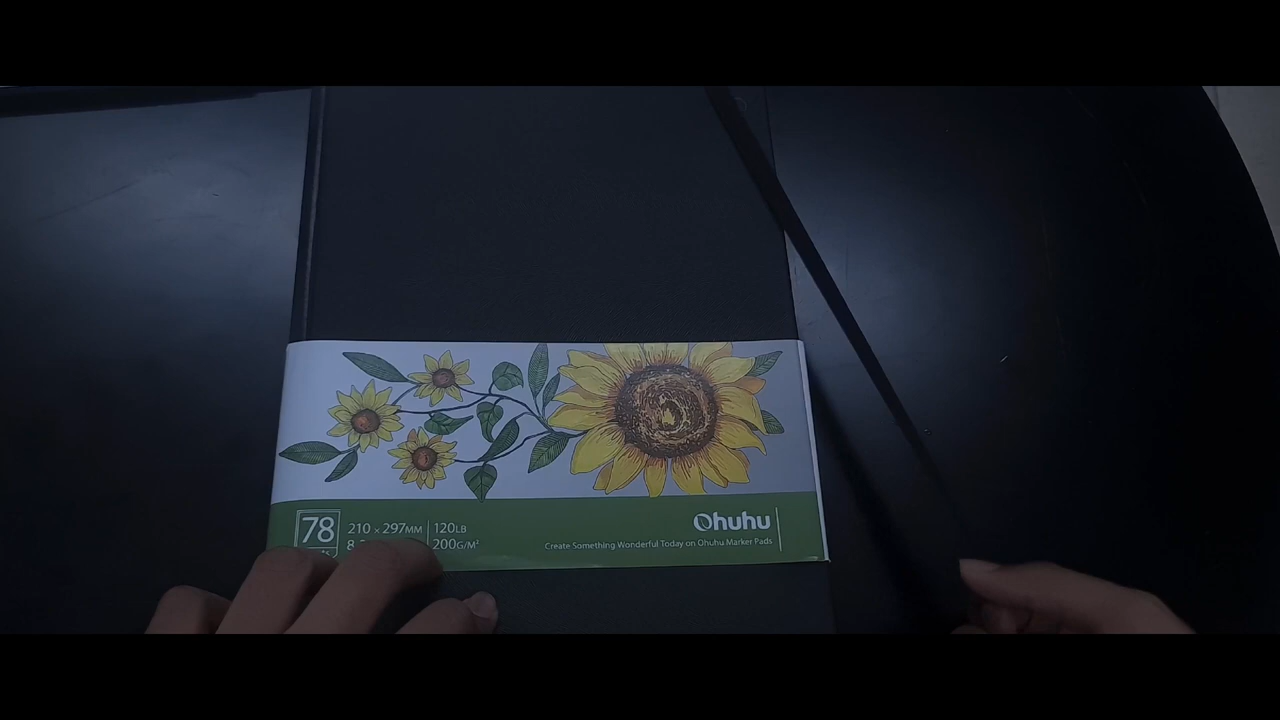 78
210 × 297MM
120LB
200G/M²
Ohuhu
Create Something Wonderful Today on Ohuhu Marker Pads